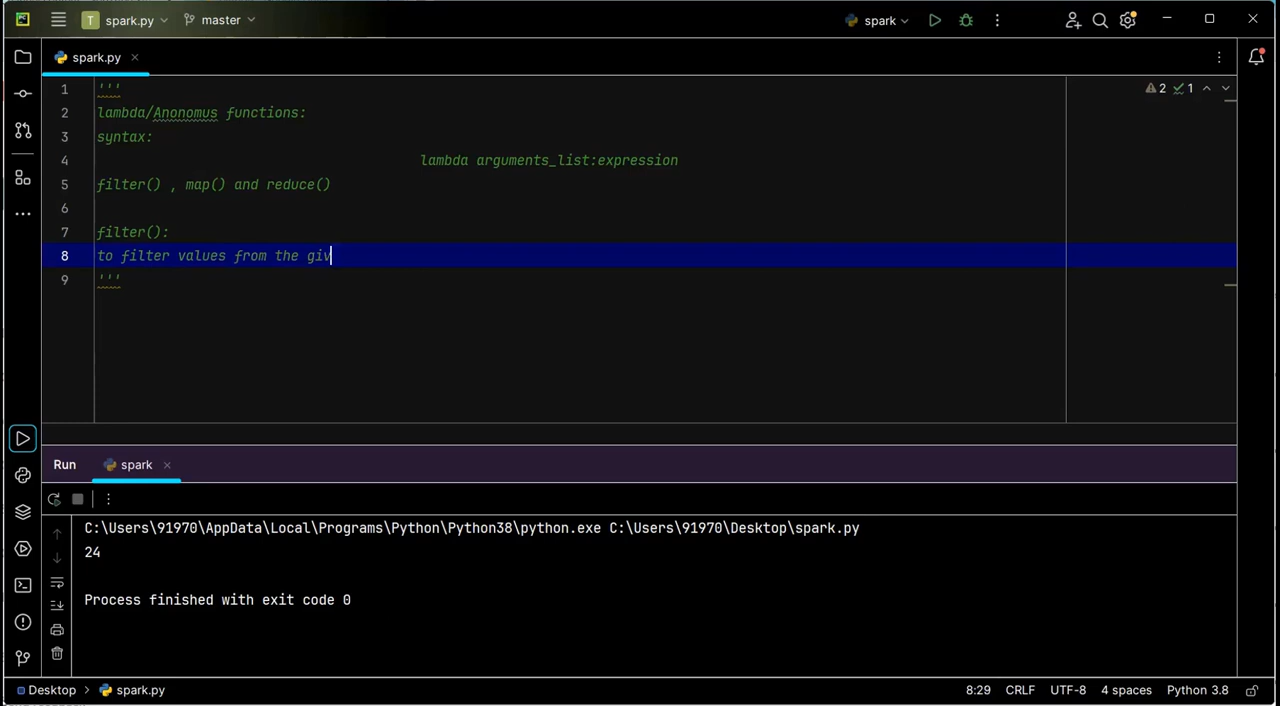 T spark.py master spark
spark.py
1 '''
2 lambda/Anonomus functions:
3 syntax:
4 lambda arguments_list:expression
5 filter() , map() and reduce()
6
7 filter():
8 to filter values from the giv
9 '''
2 1
Run spark
C:\Users\91970\AppData\Local\Programs\Python\Python38\python.exe C:\Users\91970\Desktop\spark.py
24
Process finished with exit code 0
Desktop > spark.py 8:29 CRLF UTF-8 4 spaces Python 3.8